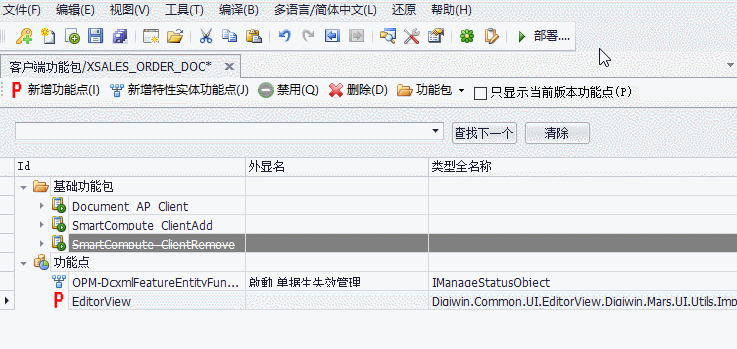 文件(F) 编辑(E) 视图(V) 工具(T) 编译(B) 多语言/简体中文(L) 还原 帮助(H)
部署....
客户端功能包/XSALES_ORDER_DOC*
新增功能点(I) 新增特性实体功能点(J) 禁用(Q) 删除(D) 功能包 只显示当前版本功能点(P)
查找下一个 清除
Id 外显名 类型全名称
基础功能包
Document_AP_Client
SmartCompute_ClientAdd
SmartCompute_ClientRemove
功能点
OPM-DcxmlFeatureEntityFun... 啟動 单据生失效管理 IManageStatusObject
EditorView Digiwin.Common.UI.EditorView,Digiwin.Mars.UI.Utils.Imp